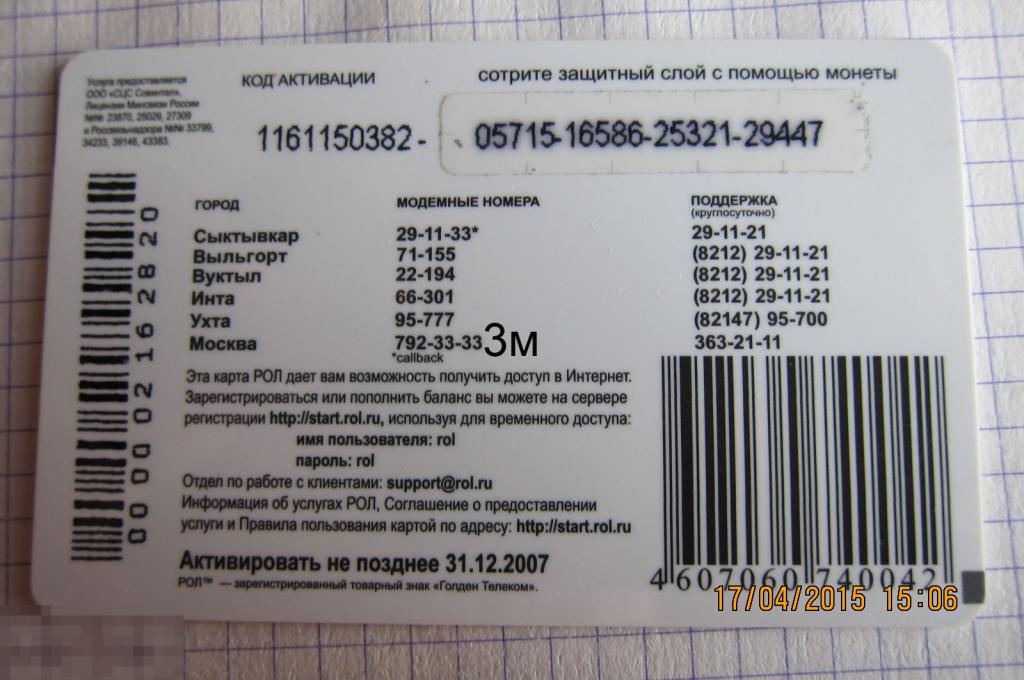 Услуга предоставляется
ООО «СЦС Совинтел»,
Лицензии Минсвязи России
№№ 23870, 25029, 27309
и Россвязьнадзора №№ 33799,
34233, 39146, 43383.
КОД АКТИВАЦИИ
сотрите защитный слой с помощью монеты
1161150382-
05715-16586-25321-29447
ГОРОД МОДЕМНЫЕ НОМЕРА ПОДДЕРЖКА
(круглосуточно)
Сыктывкар 29-11-33* 29-11-21
Выльгорт 71-155 (8212) 29-11-21
Вуктыл 22-194 (8212) 29-11-21
Инта 66-301 (8212) 29-11-21
Ухта 95-777 (82147) 95-700
Москва 792-33-33 3м 363-21-11
*callback
Эта карта РОЛ дает вам возможность получить доступ в Интернет.
Зарегистрироваться или пополнить баланс вы можете на сервере
регистрации http://start.rol.ru, используя для временного доступа:
имя пользователя: rol
пароль: rol
Отдел по работе с клиентами: support@rol.ru
Информация об услугах РОЛ, Соглашение о предоставлении
услуги и Правила пользования картой по адресу: http://start.rol.ru
Активировать не позднее 31.12.2007
РОЛ™ — зарегистрированный товарный знак «Голден Телеком».
000002162820
4607060740042
17/04/2015 15:06